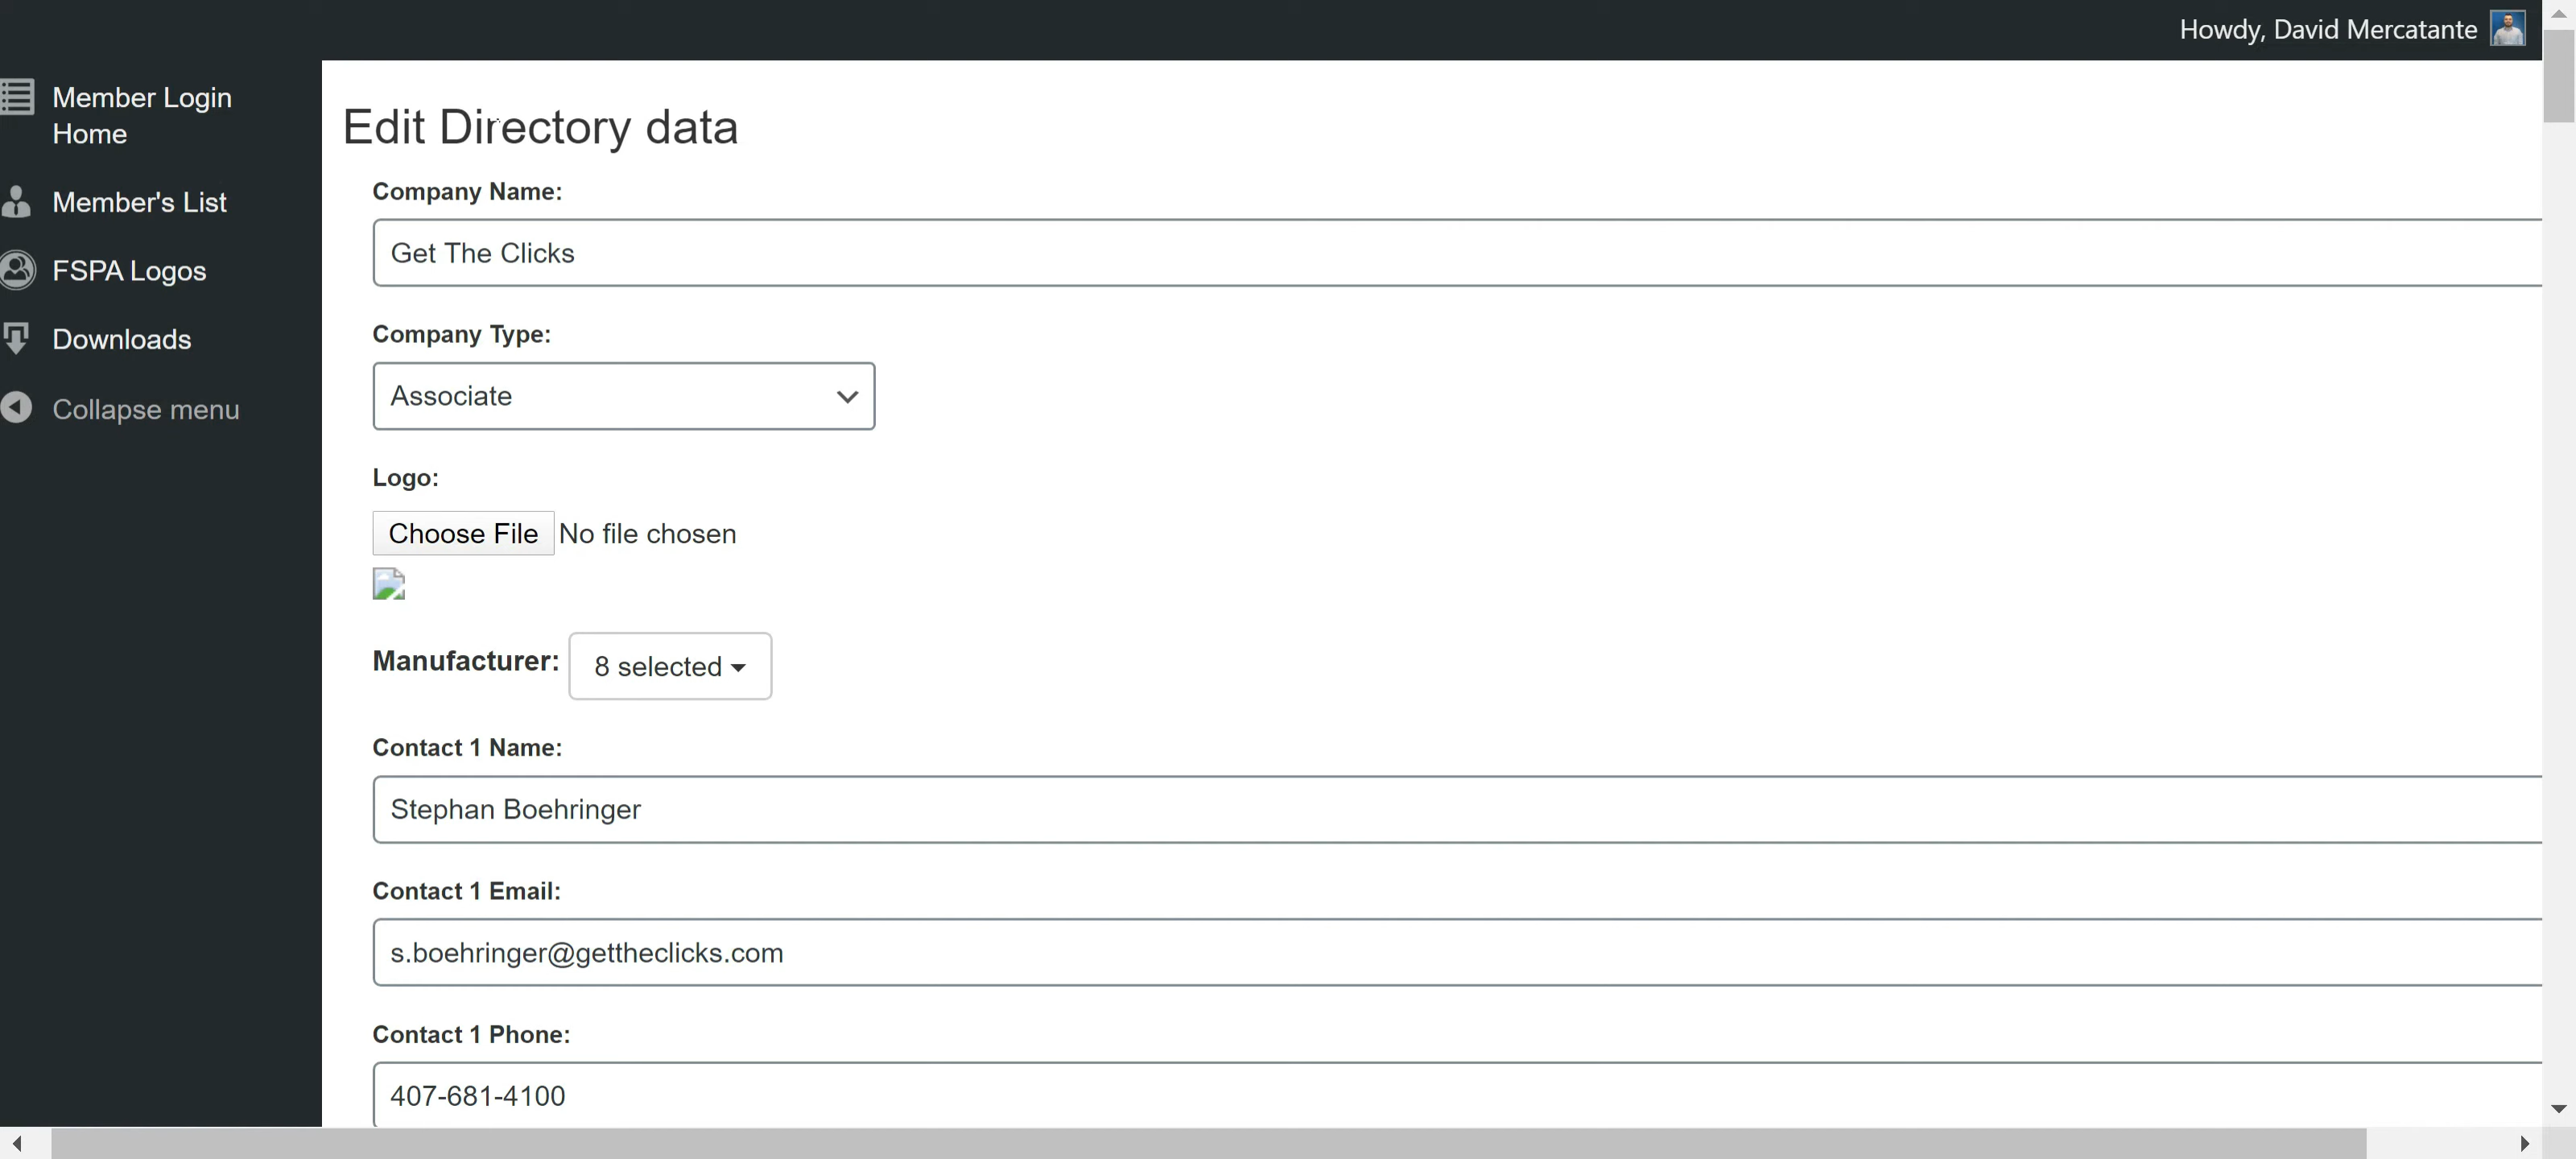 Howdy, David Mercatante
Member Login
Home
Member's List
FSPA Logos
Downloads
Collapse menu
Edit Directory data
Company Name:
Get The Clicks
Company Type:
Associate
Logo:
Choose File No file chosen
Manufacturer: 8 selected
Contact 1 Name:
Stephan Boehringer
Contact 1 Email:
s.boehringer@gettheclicks.com
Contact 1 Phone:
407-681-4100